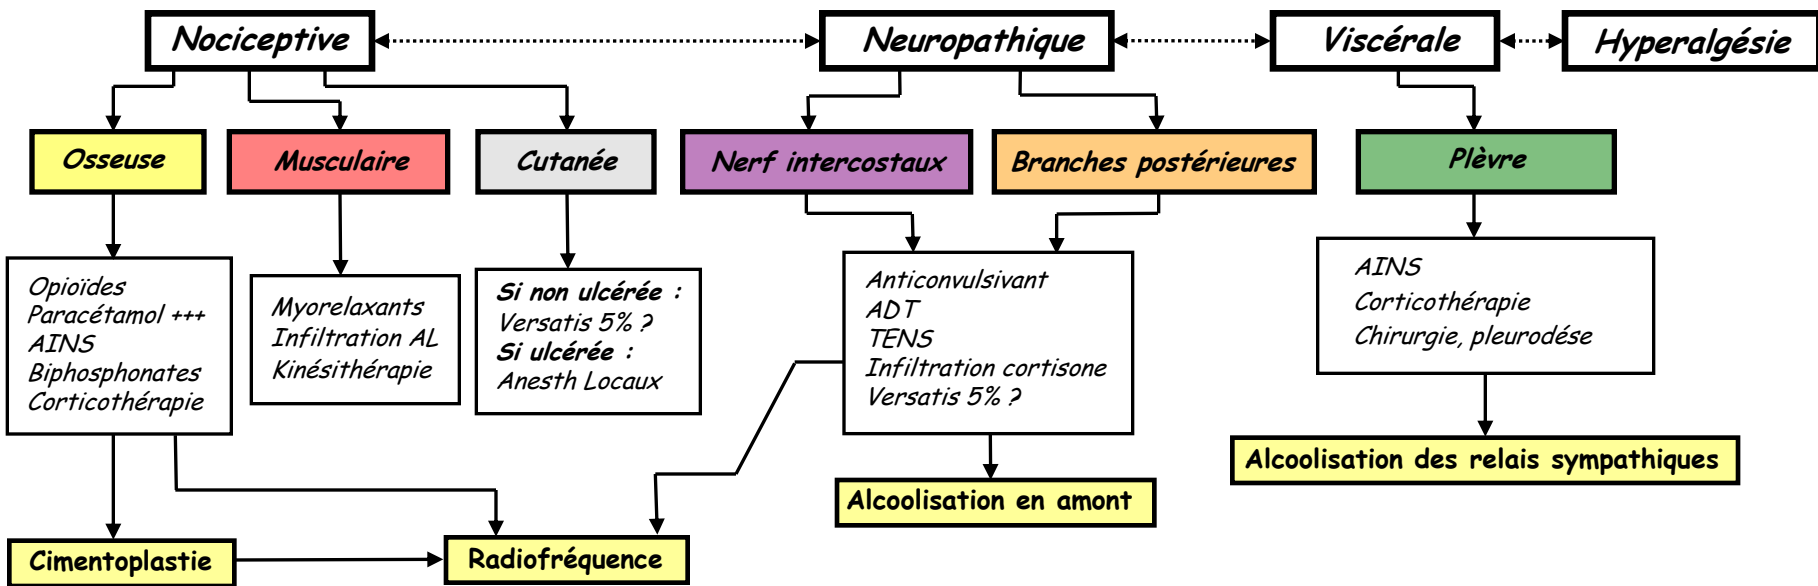 Nociceptive
Neuropathique
Viscérale
Hyperalgésie
Osseuse
Musculaire
Cutanée
Nerf intercostaux
Branches postérieures
Plèvre
Opioïdes
Paracétamol +++
AINS
Biphosphonates
Corticothérapie
Myorelaxants
Infiltration AL
Kinésithérapie
Si non ulcérée :
Versatis 5% ?
Si ulcérée :
Anesth Locaux
Anticonvulsivant
ADT
TENS
Infiltration cortisone
Versatis 5% ?
AINS
Corticothérapie
Chirurgie, pleurodése
Alcoolisation des relais sympathiques
Alcoolisation en amont
Cimentoplastie
Radiofréquence